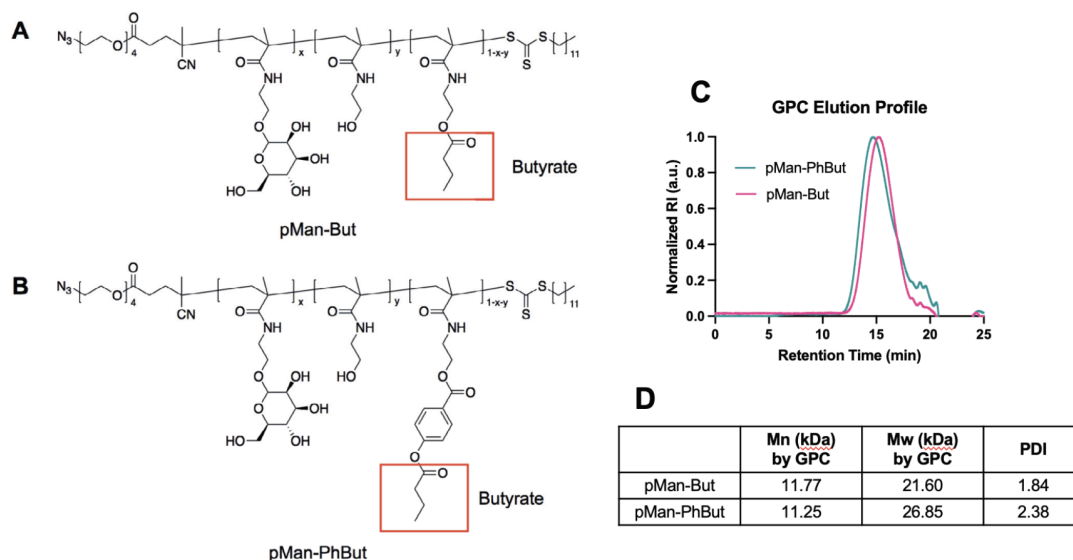 A
N₃
O
4
O
CN
x
y
1-x-y
S
S
S
11
O
NH
O
NH
O
NH
O
OH
O
HO
OH
OH
HO
O
O
Butyrate
pMan-But
B
N₃
O
4
O
CN
x
y
1-x-y
S
S
S
11
O
NH
O
NH
O
NH
O
OH
O
HO
OH
OH
HO
O
O
O
O
Butyrate
pMan-PhBut
C
GPC Elution Profile
Normalized RI (a.u.)
1.0
0.8
0.6
0.4
0.2
0.0
pMan-PhBut
pMan-But
0 5 10 15 20 25
Retention Time (min)
D
Mn (kDa) by GPC Mw (kDa) by GPC PDI
pMan-But 11.77 21.60 1.84
pMan-PhBut 11.25 26.85 2.38